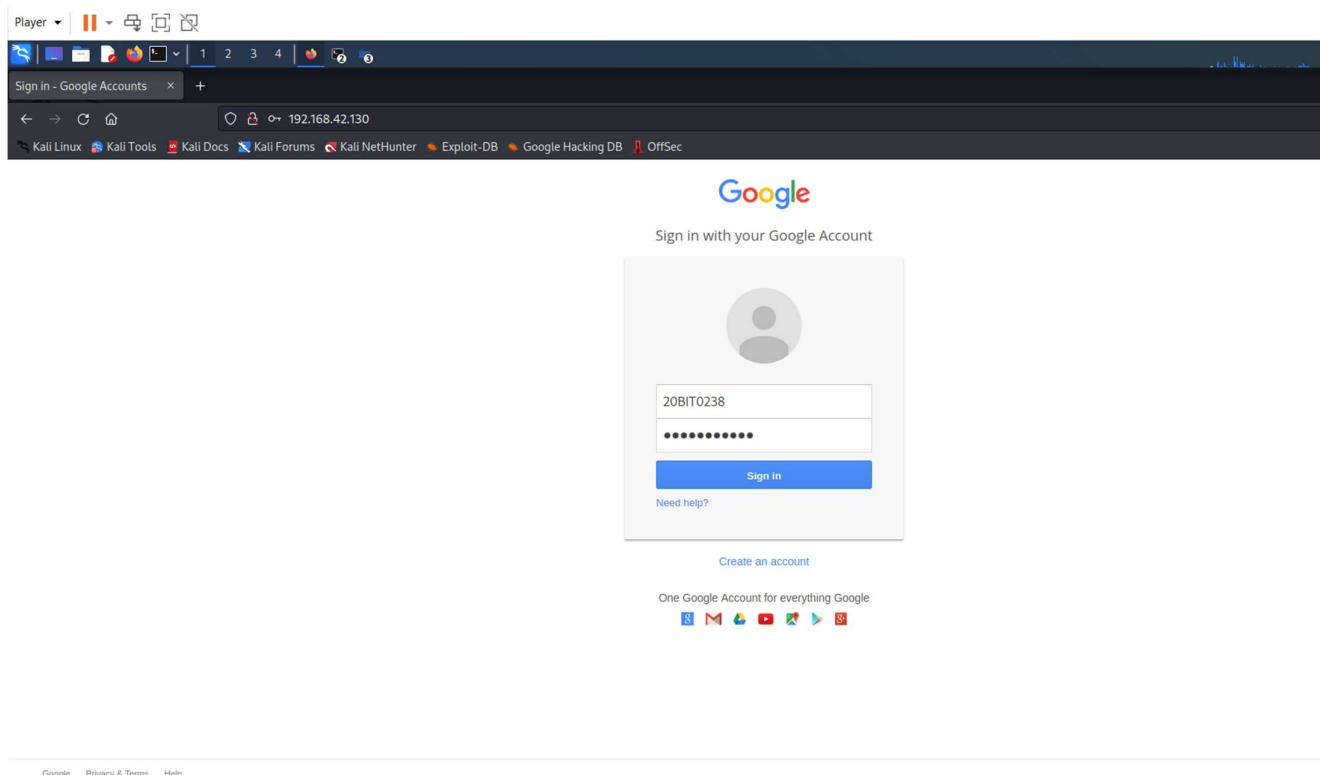 Player
1 2 3 4
2
3
Sign in - Google Accounts × +
192.168.42.130
Kali Linux Kali Tools Kali Docs Kali Forums Kali NetHunter Exploit-DB Google Hacking DB OffSec
Google
Sign in with your Google Account
20BIT0238
●●●●●●●●●●●
Sign in
Need help?
Create an account
One Google Account for everything Google
Google Privacy & Terms Help